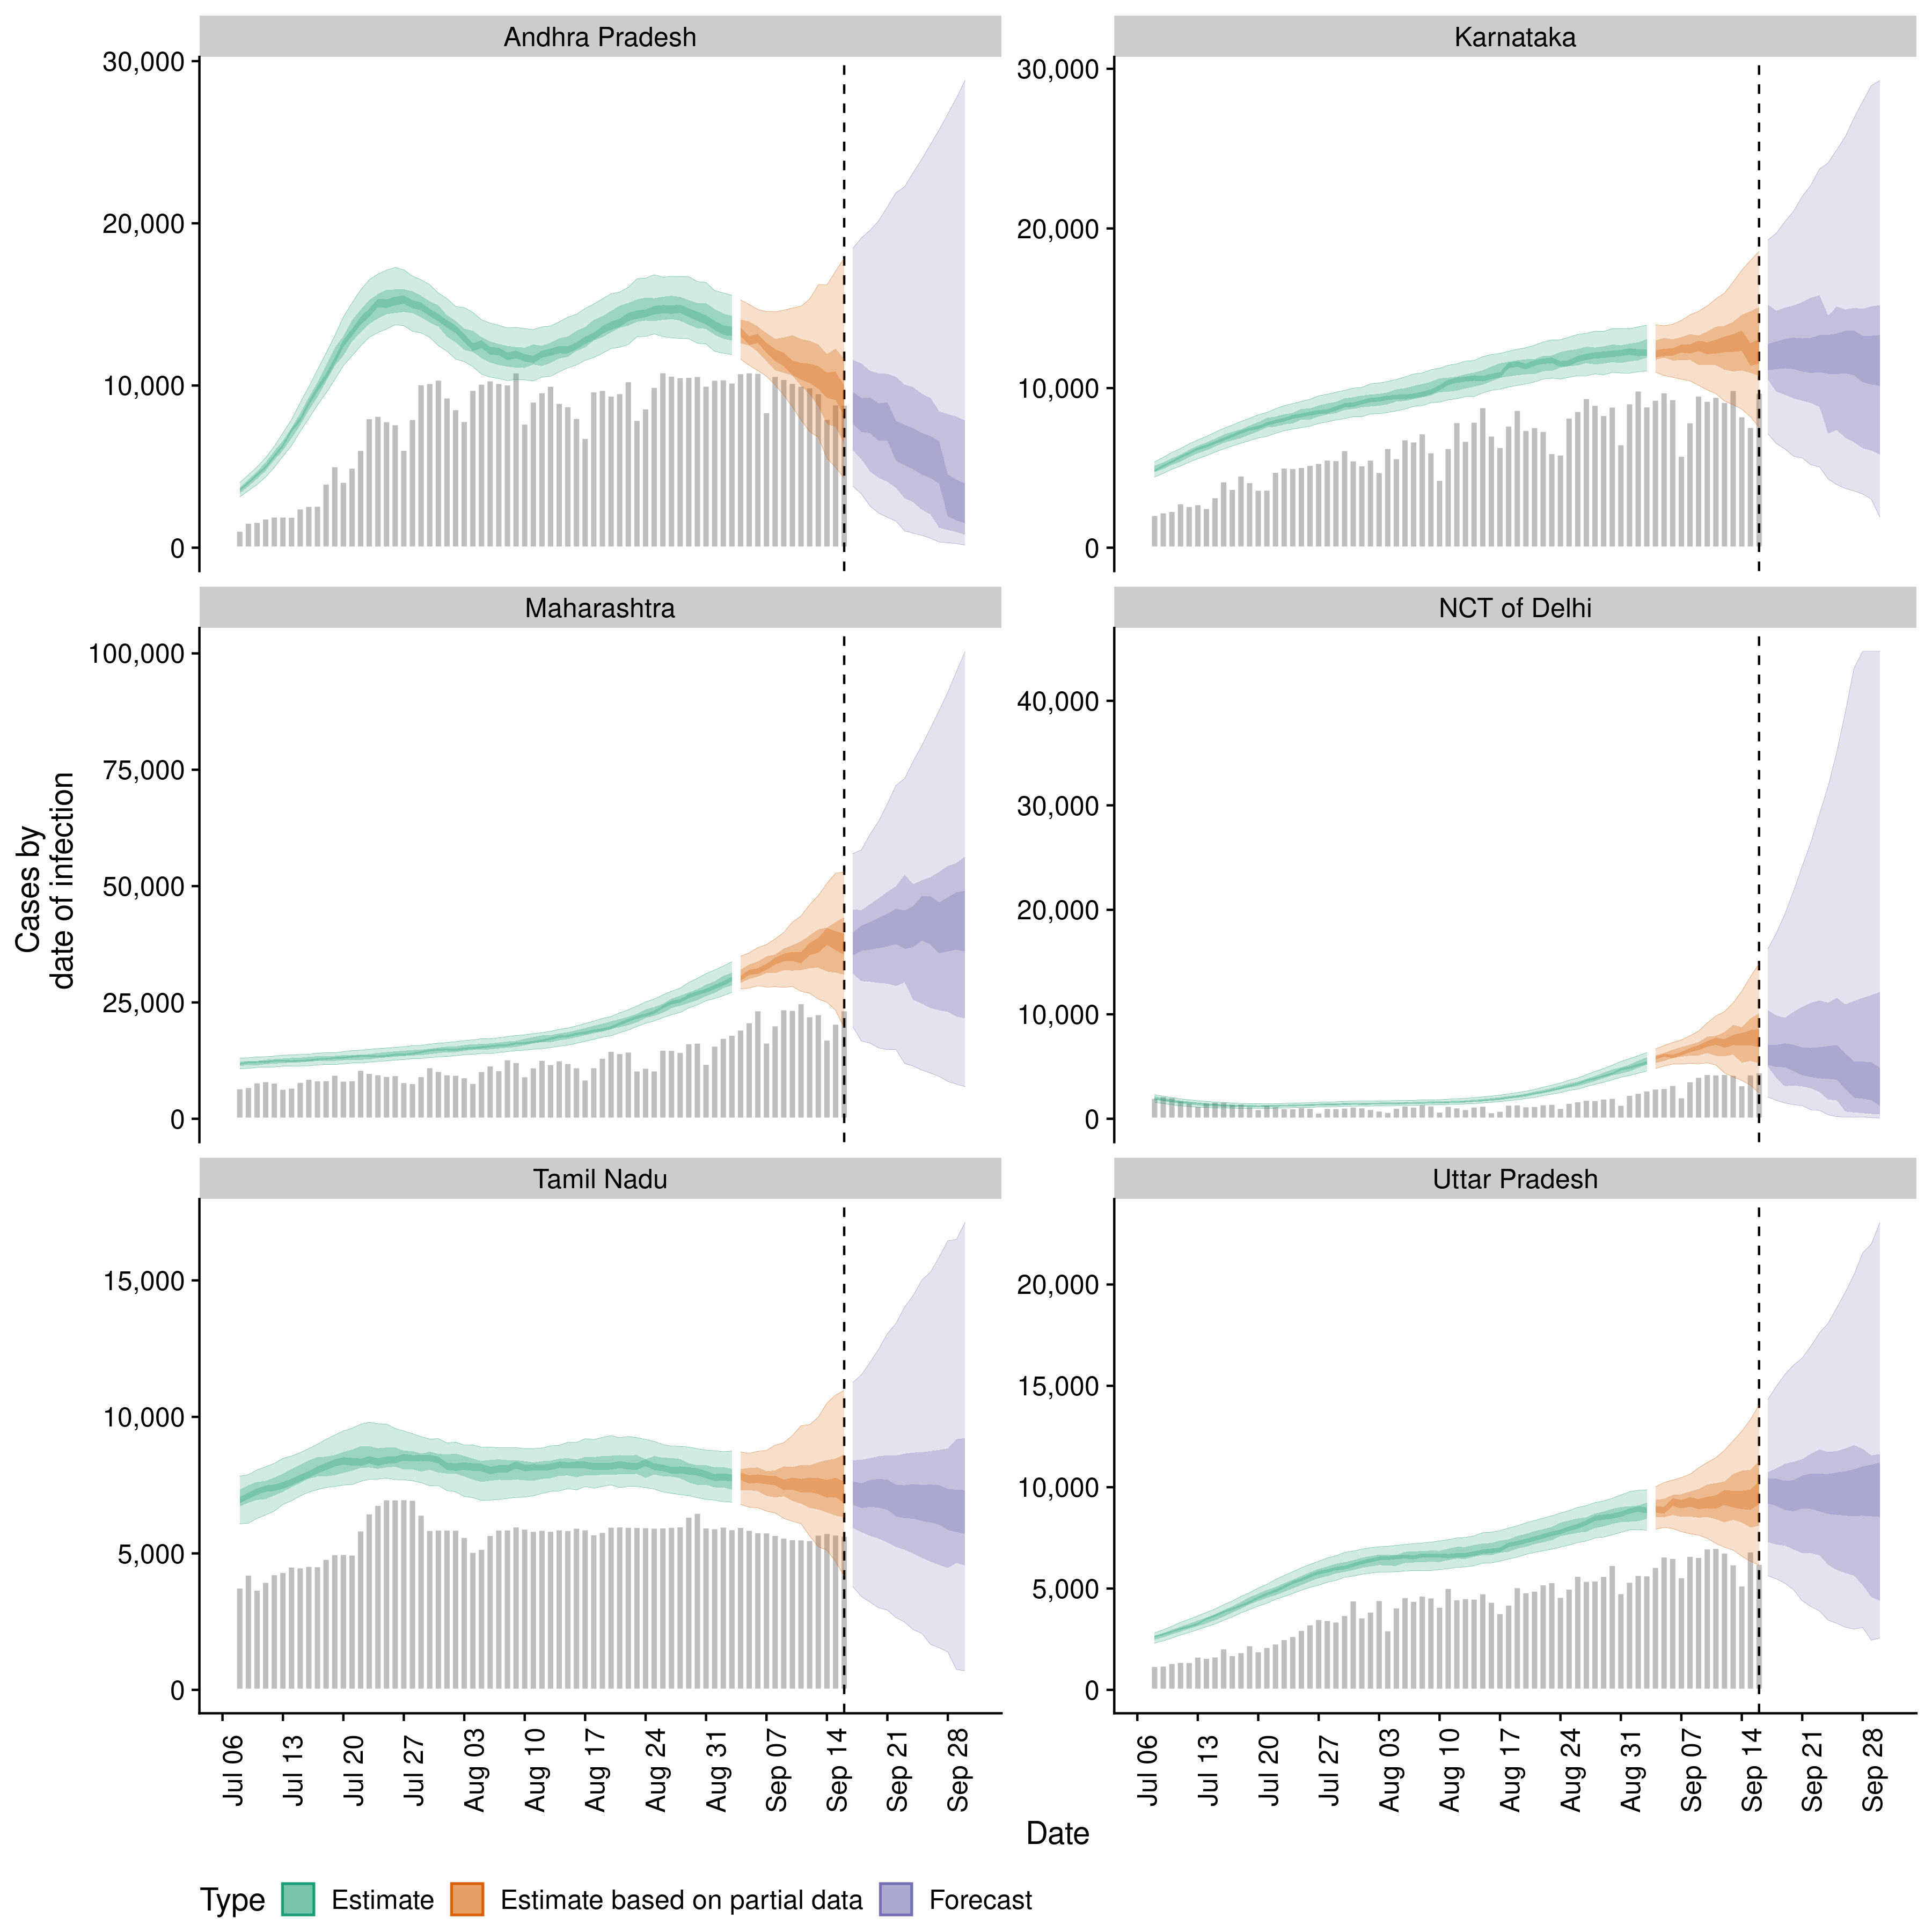 Andhra Pradesh
Karnataka
30,000
20,000
10,000
0
30,000
20,000
10,000
0
Maharashtra
NCT of Delhi
100,000
75,000
50,000
25,000
0
40,000
30,000
20,000
10,000
0
Cases by
date of infection
Tamil Nadu
Uttar Pradesh
15,000
10,000
5,000
0
20,000
15,000
10,000
5,000
0
Jul 06
Jul 13
Jul 20
Jul 27
Aug 03
Aug 10
Aug 17
Aug 24
Aug 31
Sep 07
Sep 14
Sep 21
Sep 28
Jul 06
Jul 13
Jul 20
Jul 27
Aug 03
Aug 10
Aug 17
Aug 24
Aug 31
Sep 07
Sep 14
Sep 21
Sep 28
Date
Type Estimate Estimate based on partial data Forecast